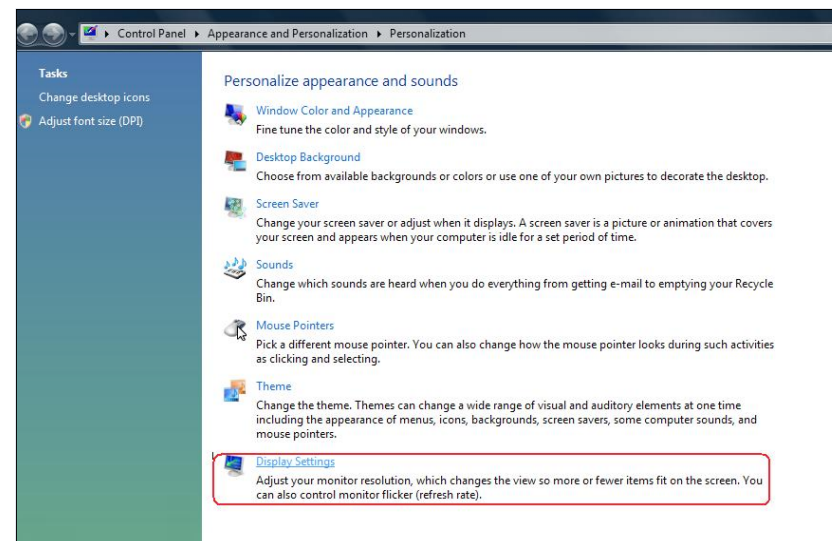 Control Panel ▸ Appearance and Personalization ▸ Personalization
Tasks
Change desktop icons
Adjust font size (DPI)
Personalize appearance and sounds
Window Color and Appearance
Fine tune the color and style of your windows.
Desktop Background
Choose from available backgrounds or colors or use one of your own pictures to decorate the desktop.
Screen Saver
Change your screen saver or adjust when it displays. A screen saver is a picture or animation that covers
your screen and appears when your computer is idle for a set period of time.
Sounds
Change which sounds are heard when you do everything from getting e-mail to emptying your Recycle
Bin.
Mouse Pointers
Pick a different mouse pointer. You can also change how the mouse pointer looks during such activities
as clicking and selecting.
Theme
Change the theme. Themes can change a wide range of visual and auditory elements at one time
including the appearance of menus, icons, backgrounds, screen savers, some computer sounds, and
mouse pointers.
Display Settings
Adjust your monitor resolution, which changes the view so more or fewer items fit on the screen. You
can also control monitor flicker (refresh rate).